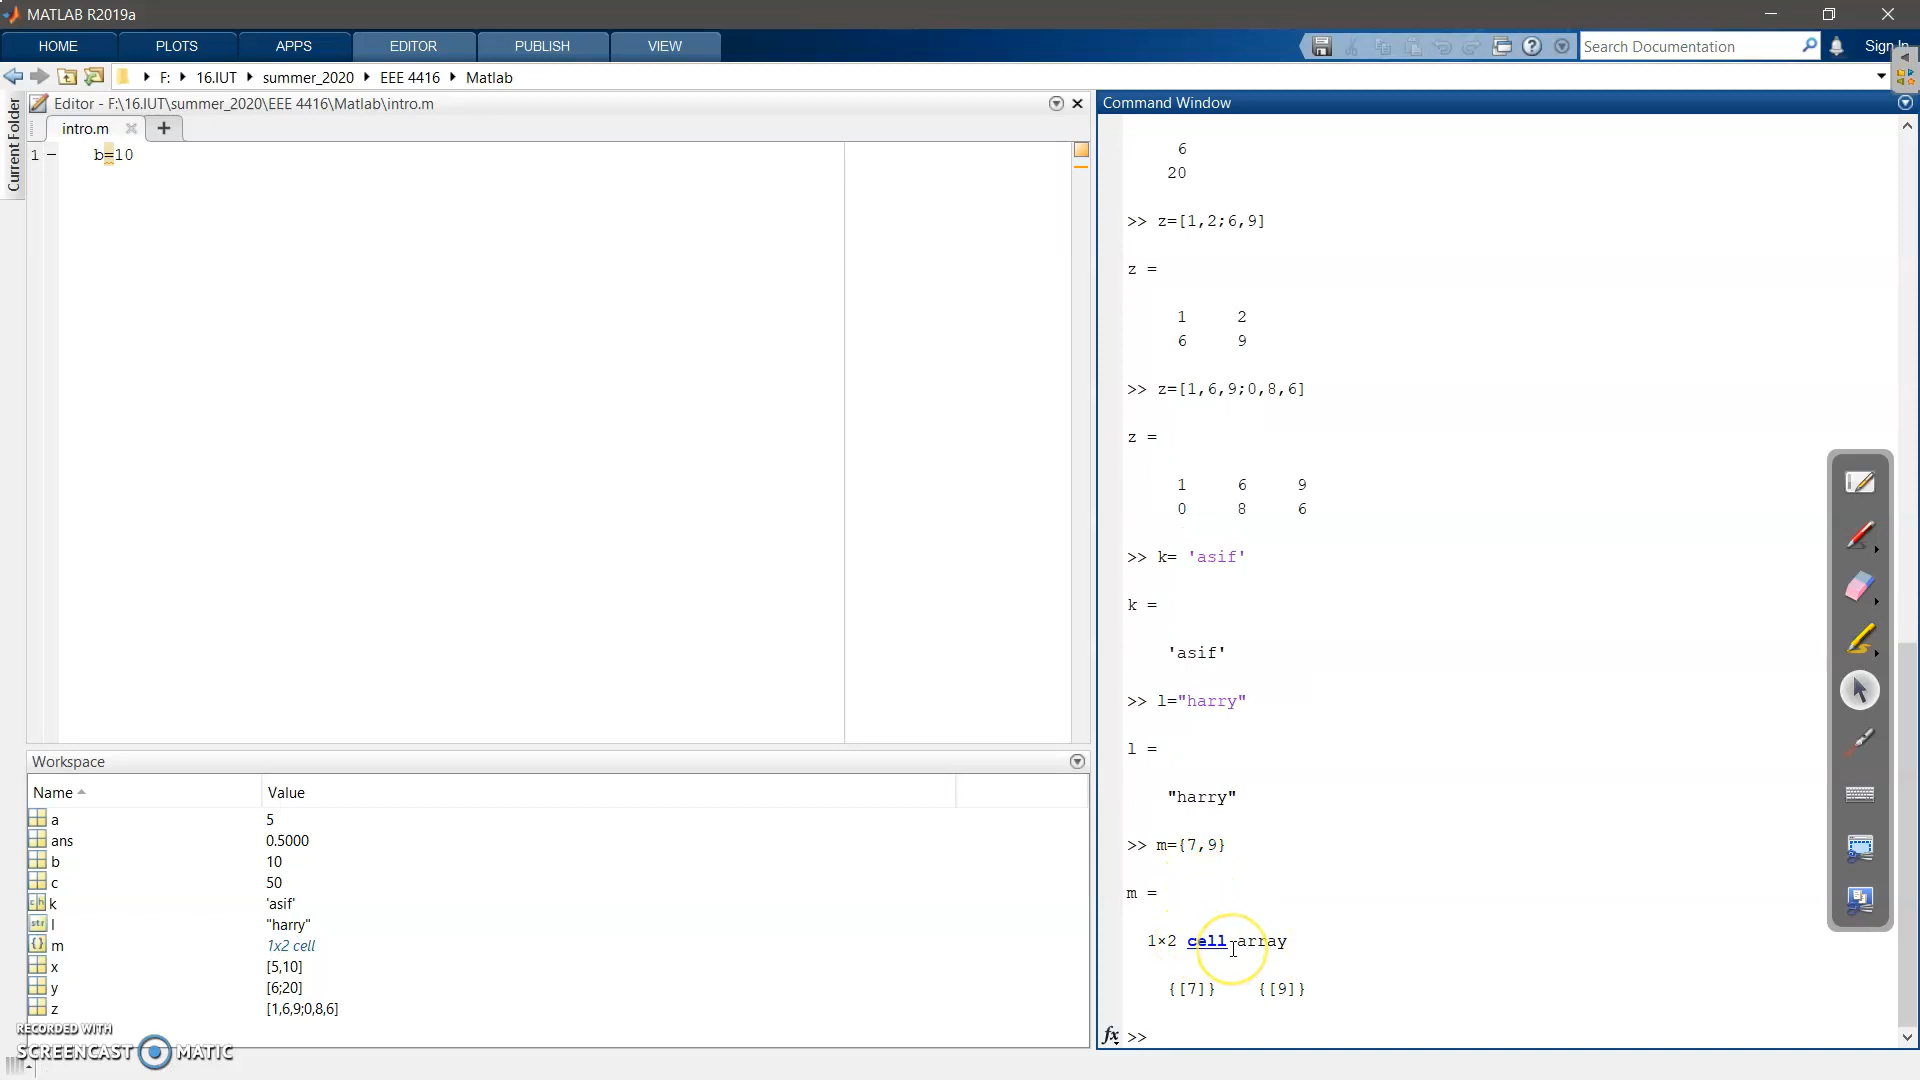 MATLAB R2019a
HOME PLOTS APPS EDITOR PUBLISH VIEW
Search Documentation
Sign In
F: 16.IUT summer_2020 EEE 4416 Matlab
Current Folder
Editor - F:\16.IUT\summer_2020\EEE 4416\Matlab\intro.m
intro.m
1 – b=10
Workspace
Name Value
a 5
ans 0.5000
b 10
c 50
k 'asif'
l "harry"
m 1x2 cell
x [5,10]
y [6;20]
z [1,6,9;0,8,6]
Command Window
6
20
>> z=[1,2;6,9]
z =
1 2
6 9
>> z=[1,6,9;0,8,6]
z =
1 6 9
0 8 6
>> k= 'asif'
k =
'asif'
>> l="harry"
l =
"harry"
>> m={7,9}
m =
1×2 cell array
{[7]} {[9]}
fx >>
RECORDED WITH
SCREENCAST MATIC